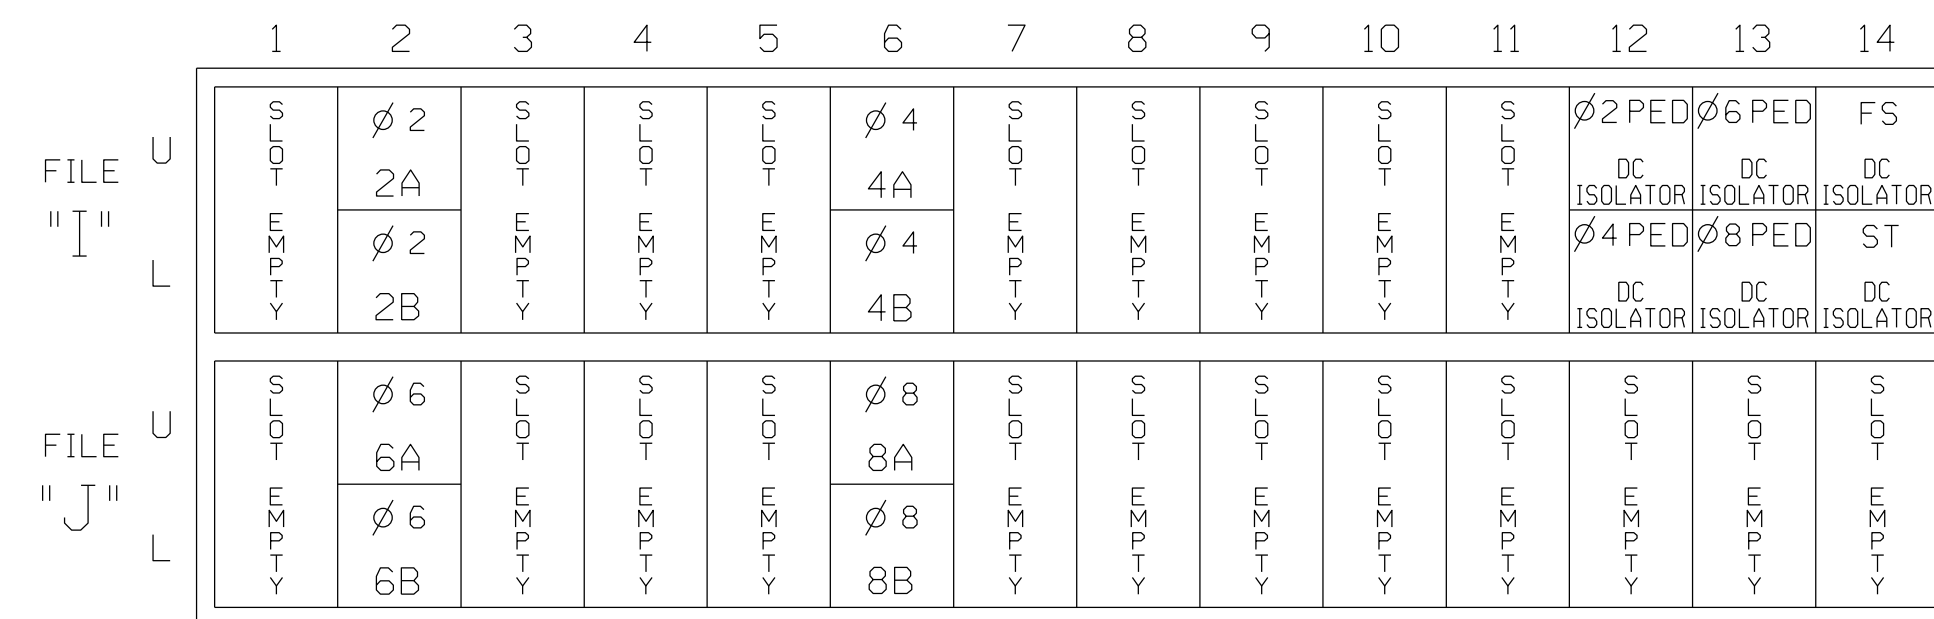 1 2 3 4 5 6 7 8 9 10 11 12 13 14
FILE "I"
U
L
SLOT EMPTY
Ø 2
2A
Ø 2
2B
SLOT EMPTY
SLOT EMPTY
SLOT EMPTY
Ø 4
4A
Ø 4
4B
SLOT EMPTY
SLOT EMPTY
SLOT EMPTY
SLOT EMPTY
SLOT EMPTY
Ø2 PED
DC
ISOLATOR
Ø4 PED
DC
ISOLATOR
Ø6 PED
DC
ISOLATOR
Ø8 PED
DC
ISOLATOR
FS
DC
ISOLATOR
ST
DC
ISOLATOR
FILE "J"
U
L
SLOT EMPTY
Ø 6
6A
Ø 6
6B
SLOT EMPTY
SLOT EMPTY
SLOT EMPTY
Ø 8
8A
Ø 8
8B
SLOT EMPTY
SLOT EMPTY
SLOT EMPTY
SLOT EMPTY
SLOT EMPTY
SLOT EMPTY
SLOT EMPTY
SLOT EMPTY